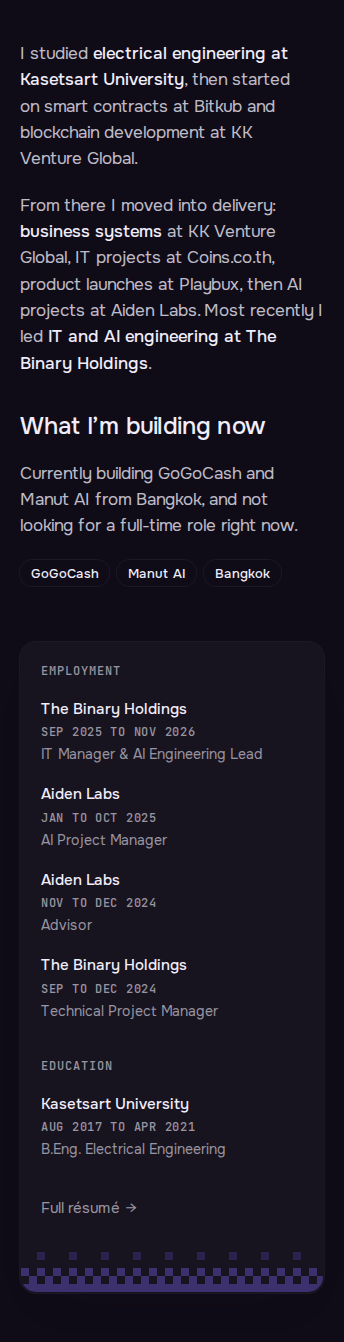 I studied electrical engineering at
Kasetsart University, then started
on smart contracts at Bitkub and
blockchain development at KK
Venture Global.
From there I moved into delivery:
business systems at KK Venture
Global, IT projects at Coins.co.th,
product launches at Playbux, then AI
projects at Aiden Labs. Most recently I
led IT and AI engineering at The
Binary Holdings.
What I’m building now
Currently building GoGoCash and
Manut AI from Bangkok, and not
looking for a full-time role right now.
GoGoCash Manut AI Bangkok
EMPLOYMENT
The Binary Holdings
SEP 2025 TO NOV 2026
IT Manager & AI Engineering Lead
Aiden Labs
JAN TO OCT 2025
AI Project Manager
Aiden Labs
NOV TO DEC 2024
Advisor
The Binary Holdings
SEP TO DEC 2024
Technical Project Manager
EDUCATION
Kasetsart University
AUG 2017 TO APR 2021
B.Eng. Electrical Engineering
Full résumé →